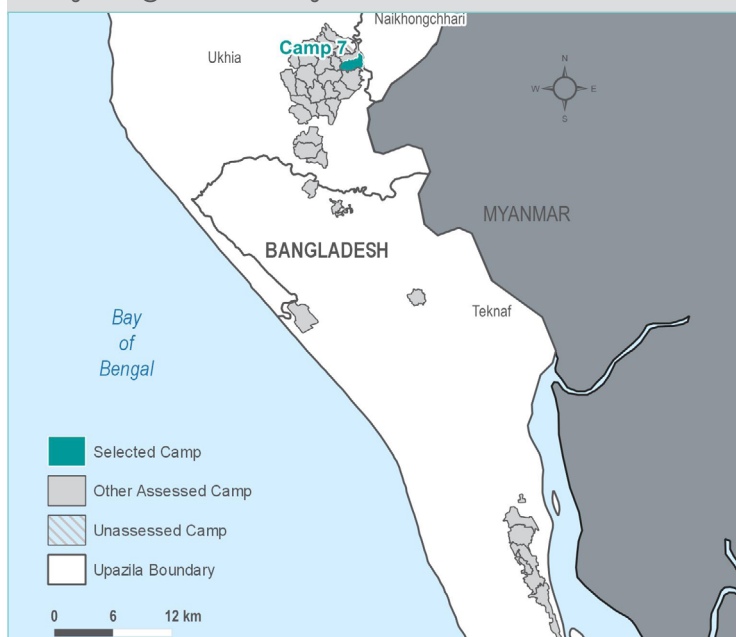 Naikhongchhari
Camp 7
Ukhia
N
W
E
S
MYANMAR
BANGLADESH
Teknaf
Bay
of
Bengal
Selected Camp
Other Assessed Camp
Unassessed Camp
Upazila Boundary
0 6 12 km